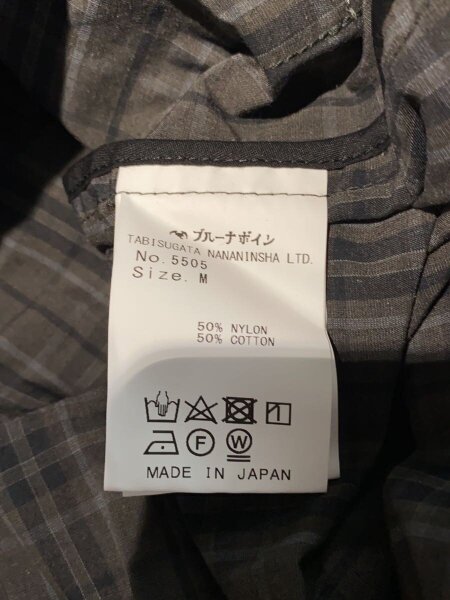 ブルーナボイン
TABISUGATA NANANINSHA LTD.
No. 5505
Size. M
50% NYLON
50% COTTON
F W
MADE IN JAPAN